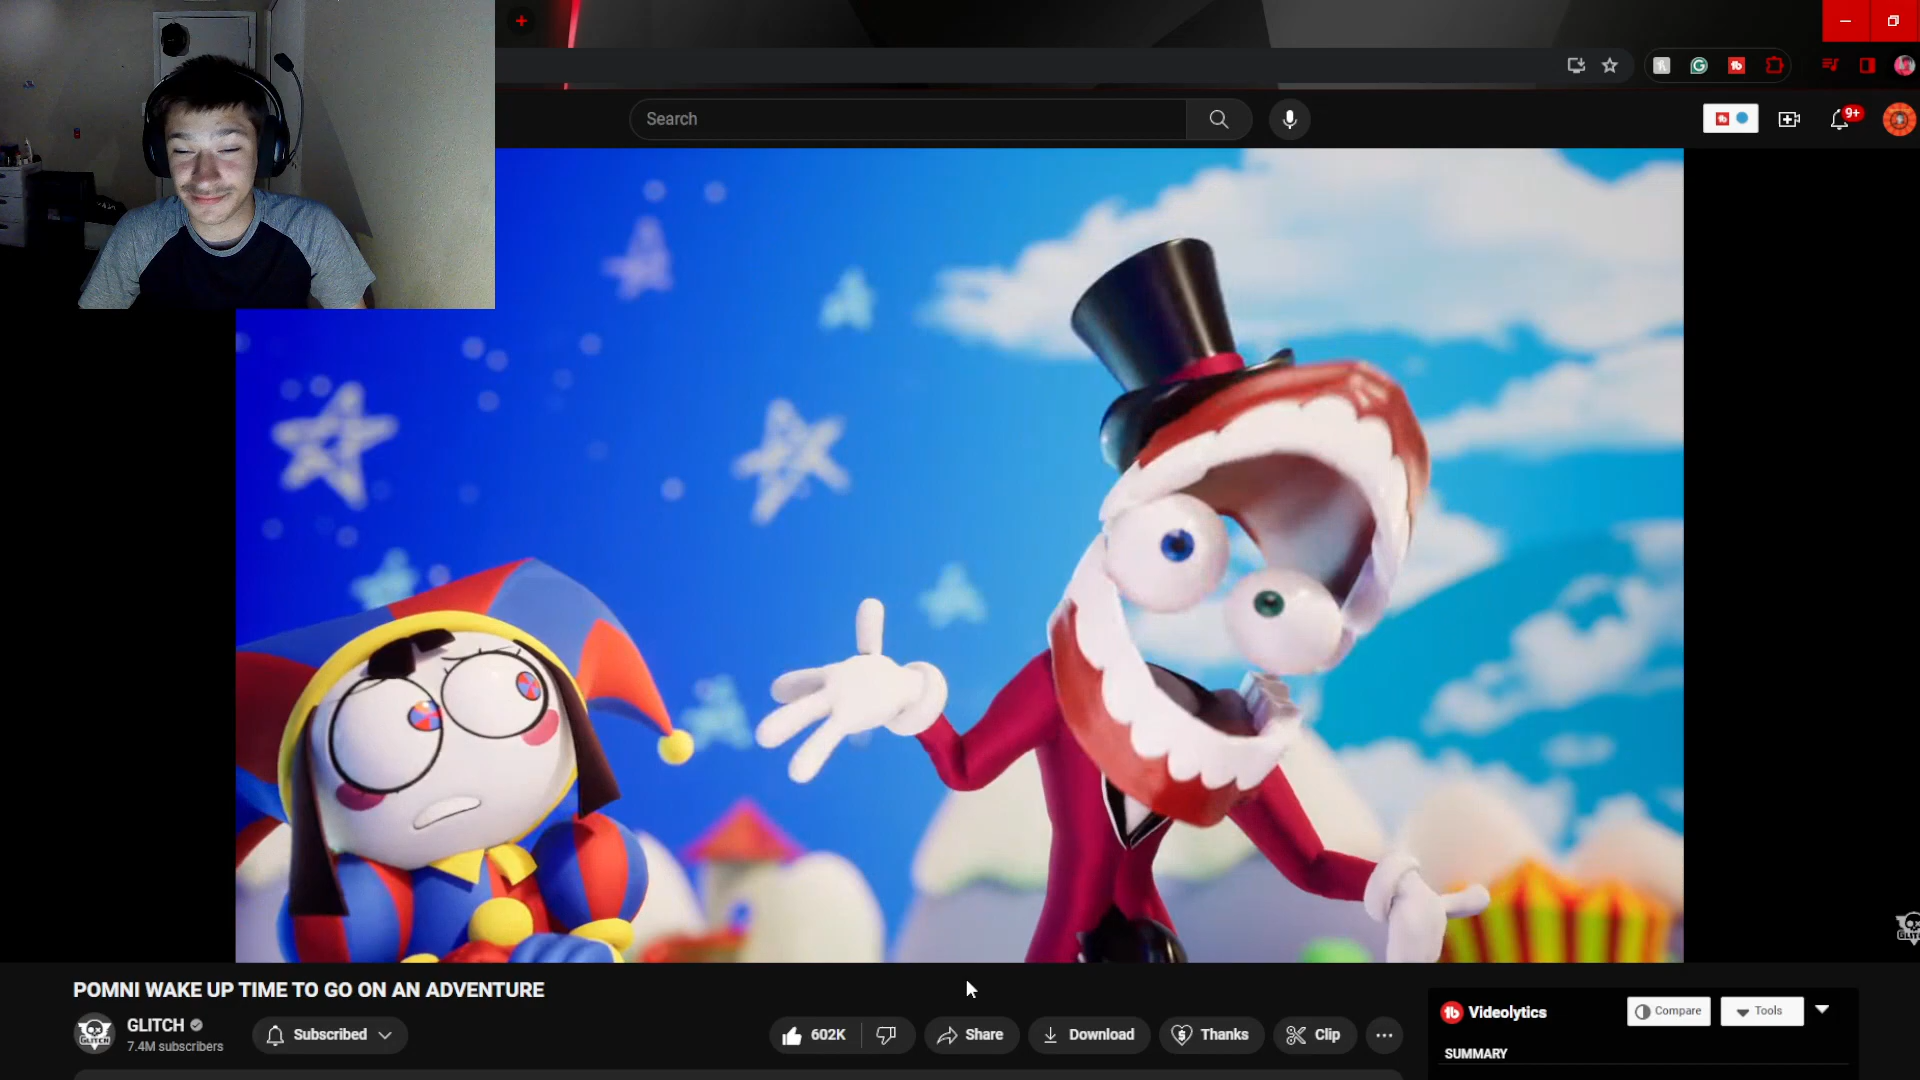 Search
9+
POMNI WAKE UP TIME TO GO ON AN ADVENTURE
GLITCH
7.4M subscribers
Subscribed
602K
Share
Download
Thanks
Clip
Videolytics
Compare
Tools
SUMMARY
GLITCH